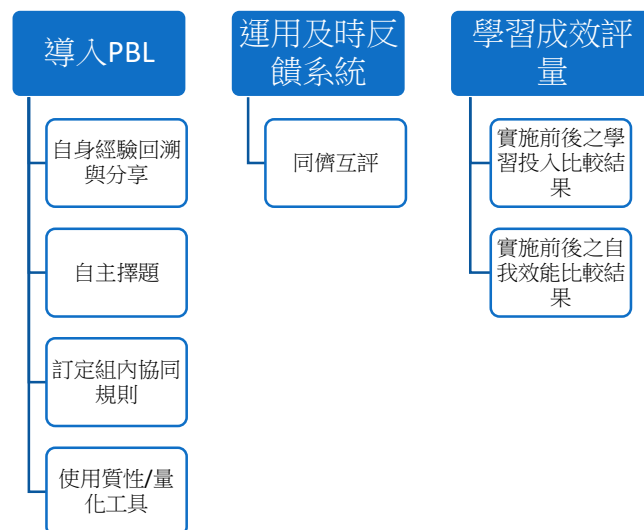 導入PBL
自身經驗回溯
與分享
自主擇題
訂定組內協同
規則
使用質性/量
化工具
運用及時反
饋系統
同儕互評
學習成效評
量
實施前後之學
習投入比較結
果
實施前後之自
我效能比較結
果